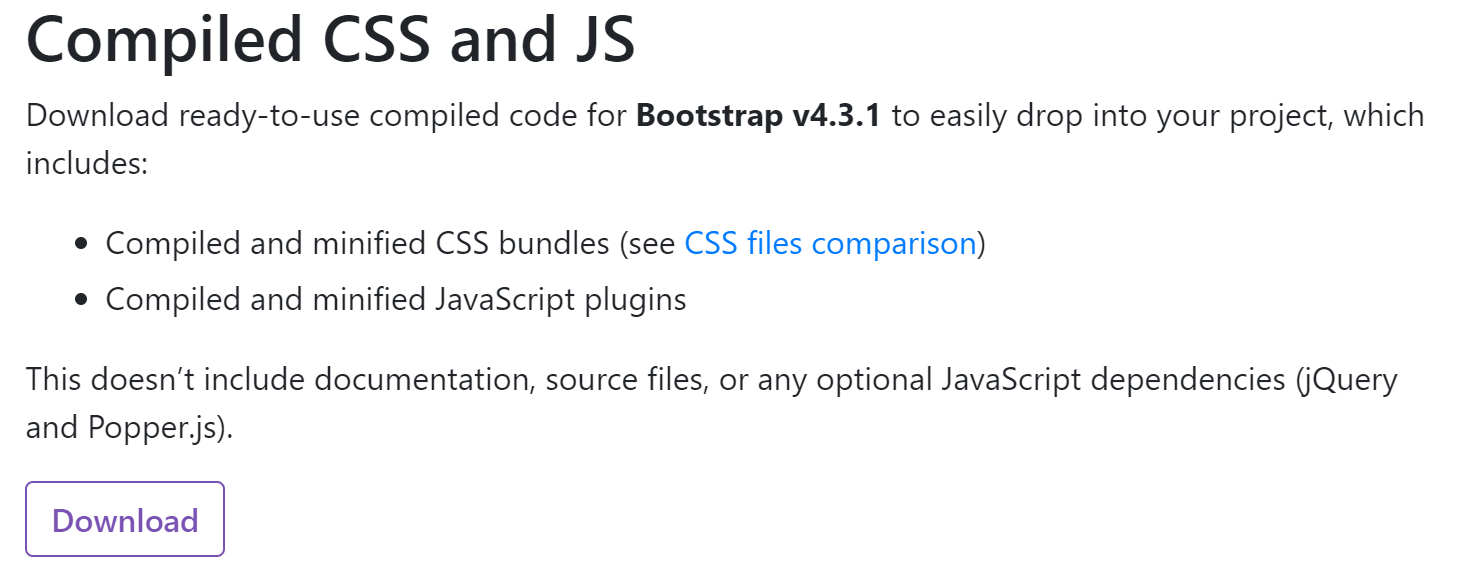 Compiled CSS and JS
Download ready-to-use compiled code for Bootstrap v4.3.1 to easily drop into your project, which
includes:
• Compiled and minified CSS bundles (see CSS files comparison)
• Compiled and minified JavaScript plugins
This doesn’t include documentation, source files, or any optional JavaScript dependencies (jQuery
and Popper.js).
Download